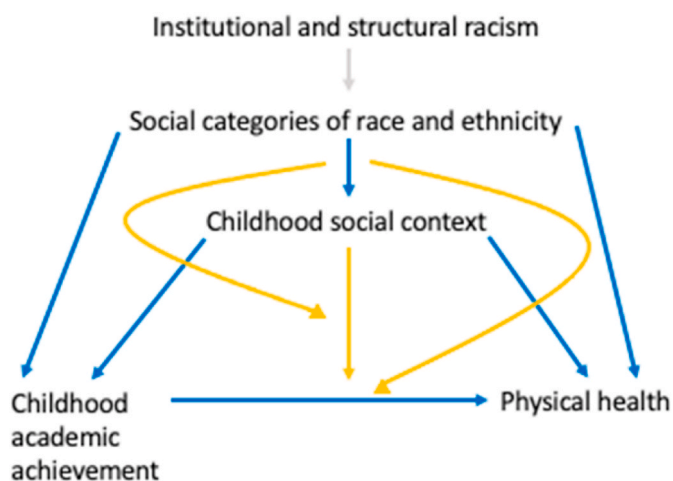 Institutional and structural racism
Social categories of race and ethnicity
Childhood social context
Childhood
academic
achievement
Physical health